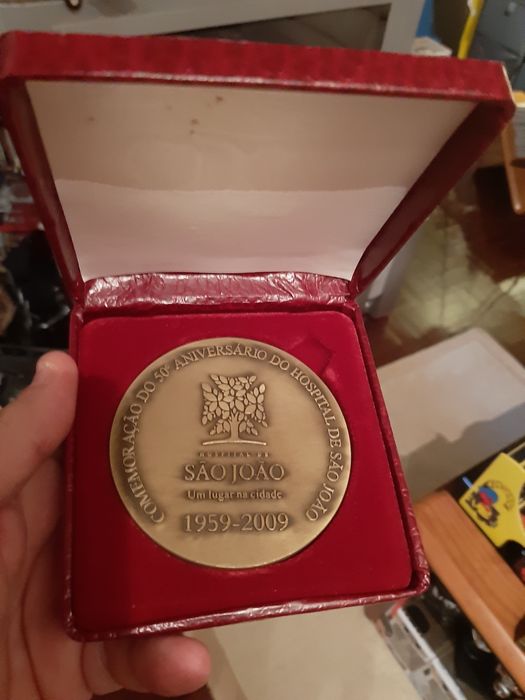 COMEMORAÇÃO DO 50º ANIVERSÁRIO DO HOSPITAL DE SÃO JOÃO
HOSPITAL DE
SÃO JOÃO
Um lugar na cidade
1959-2009